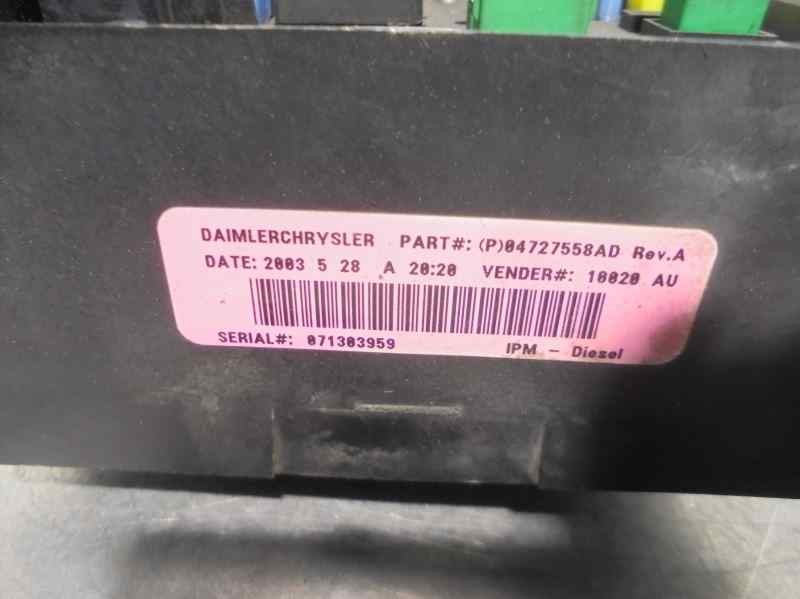 DAIMLERCHRYSLER PART#: (P)04727558AD Rev.A
DATE: 2003 5 28 A 20:20 VENDER#: 10020 AU
SERIAL#: 071303959 IPM - Diesel